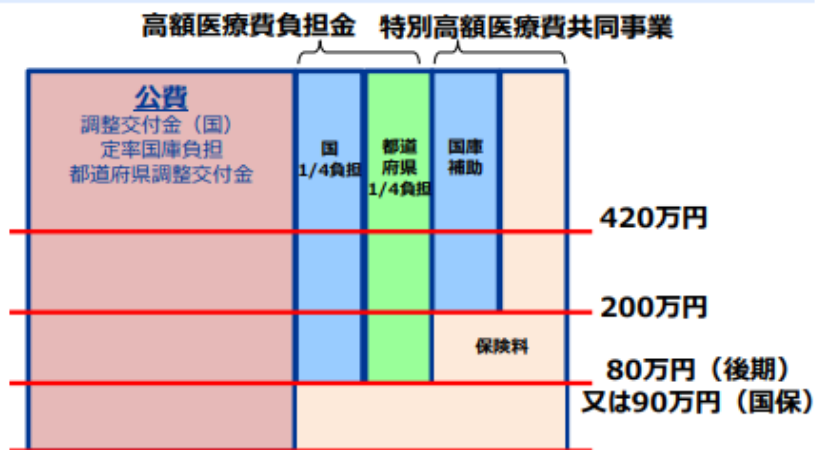 高額医療費負担金 特別高額医療費共同事業
公費
調整交付金（国）
定率国庫負担
都道府県調整交付金
国
1/4負担
都道
府県
1/4負担
国庫
補助
420万円
200万円
保険料
80万円（後期）
又は90万円（国保）